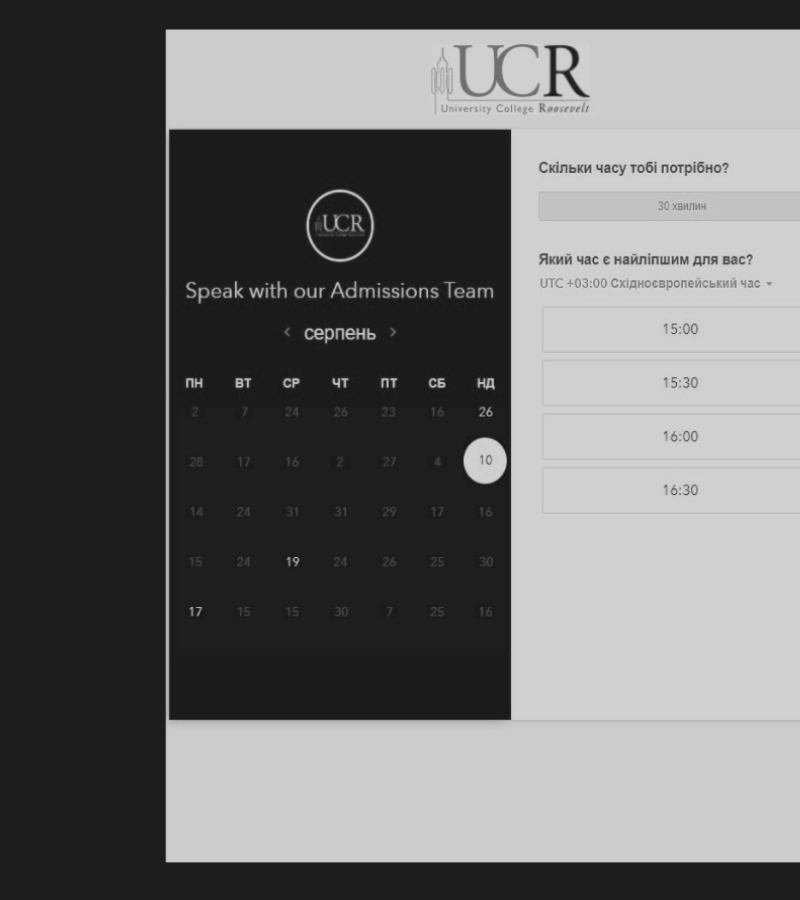 UCR
University College Roosevelt
UCR
Speak with our Admissions Team
< серпень >
ПН ВТ СР ЧТ ПТ СБ НД
2 7 24 26 23 16 26
28 17 16 2 27 4 10
14 24 31 31 29 17 16
15 24 19 24 26 25 30
17 15 15 30 7 25 16
Скільки часу тобі потрібно?
30 хвилин
Який час є найліпшим для вас?
UTC +03:00 Східноєвропейський час
15:00
15:30
16:00
16:30